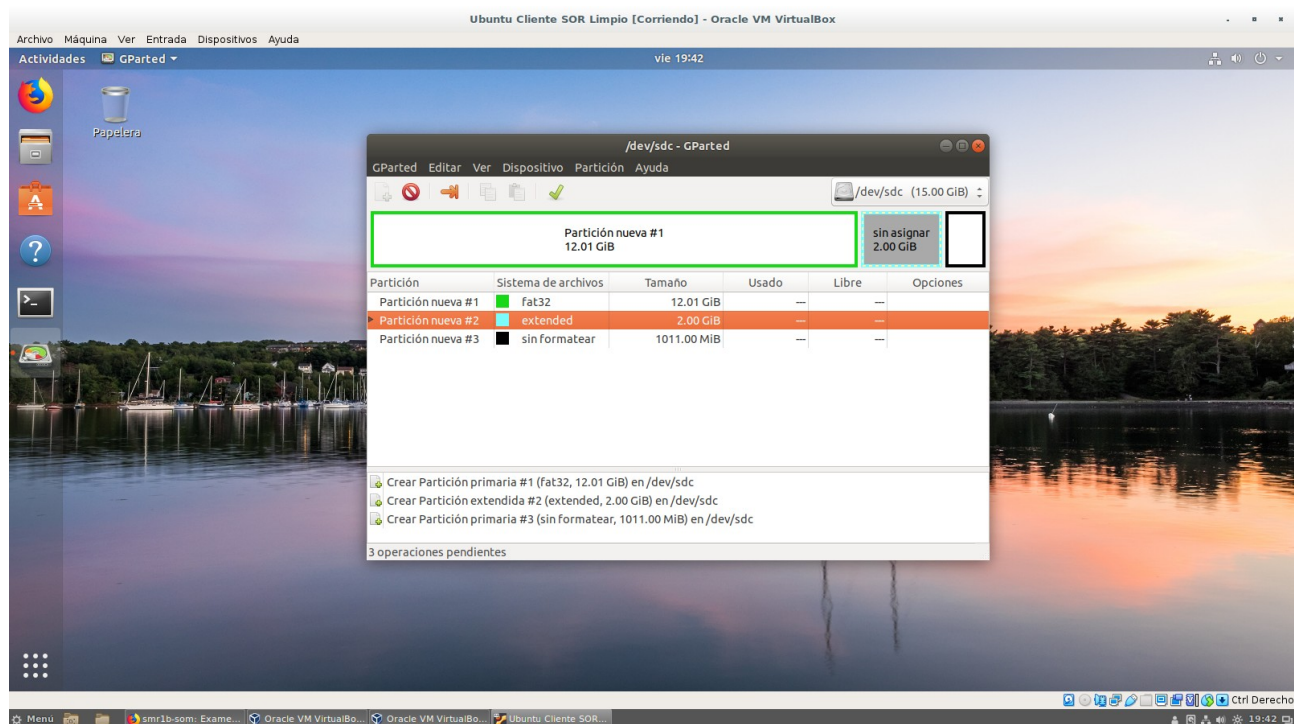 Ubuntu Cliente SOR Limpio [Corriendo] - Oracle VM VirtualBox
Archivo Máquina Ver Entrada Dispositivos Ayuda
Actividades GParted vie 19:42
Papelera
/dev/sdc - GParted
GParted Editar Ver Dispositivo Partición Ayuda
/dev/sdc (15.00 GiB)
Partición nueva #1
12.01 GiB
sin asignar
2.00 GiB
Partición Sistema de archivos Tamaño Usado Libre Opciones
Partición nueva #1 fat32 12.01 GiB --- ---
Partición nueva #2 extended 2.00 GiB --- ---
Partición nueva #3 sin formatear 1011.00 MiB --- ---
Crear Partición primaria #1 (fat32, 12.01 GiB) en /dev/sdc
Crear Partición extendida #2 (extended, 2.00 GiB) en /dev/sdc
Crear Partición primaria #3 (sin formatear, 1011.00 MiB) en /dev/sdc
3 operaciones pendientes
Ctrl Derecho
Menú smr1b-som: Exame... Oracle VM VirtualBo... Oracle VM VirtualBo... Ubuntu Cliente SOR... 19:42